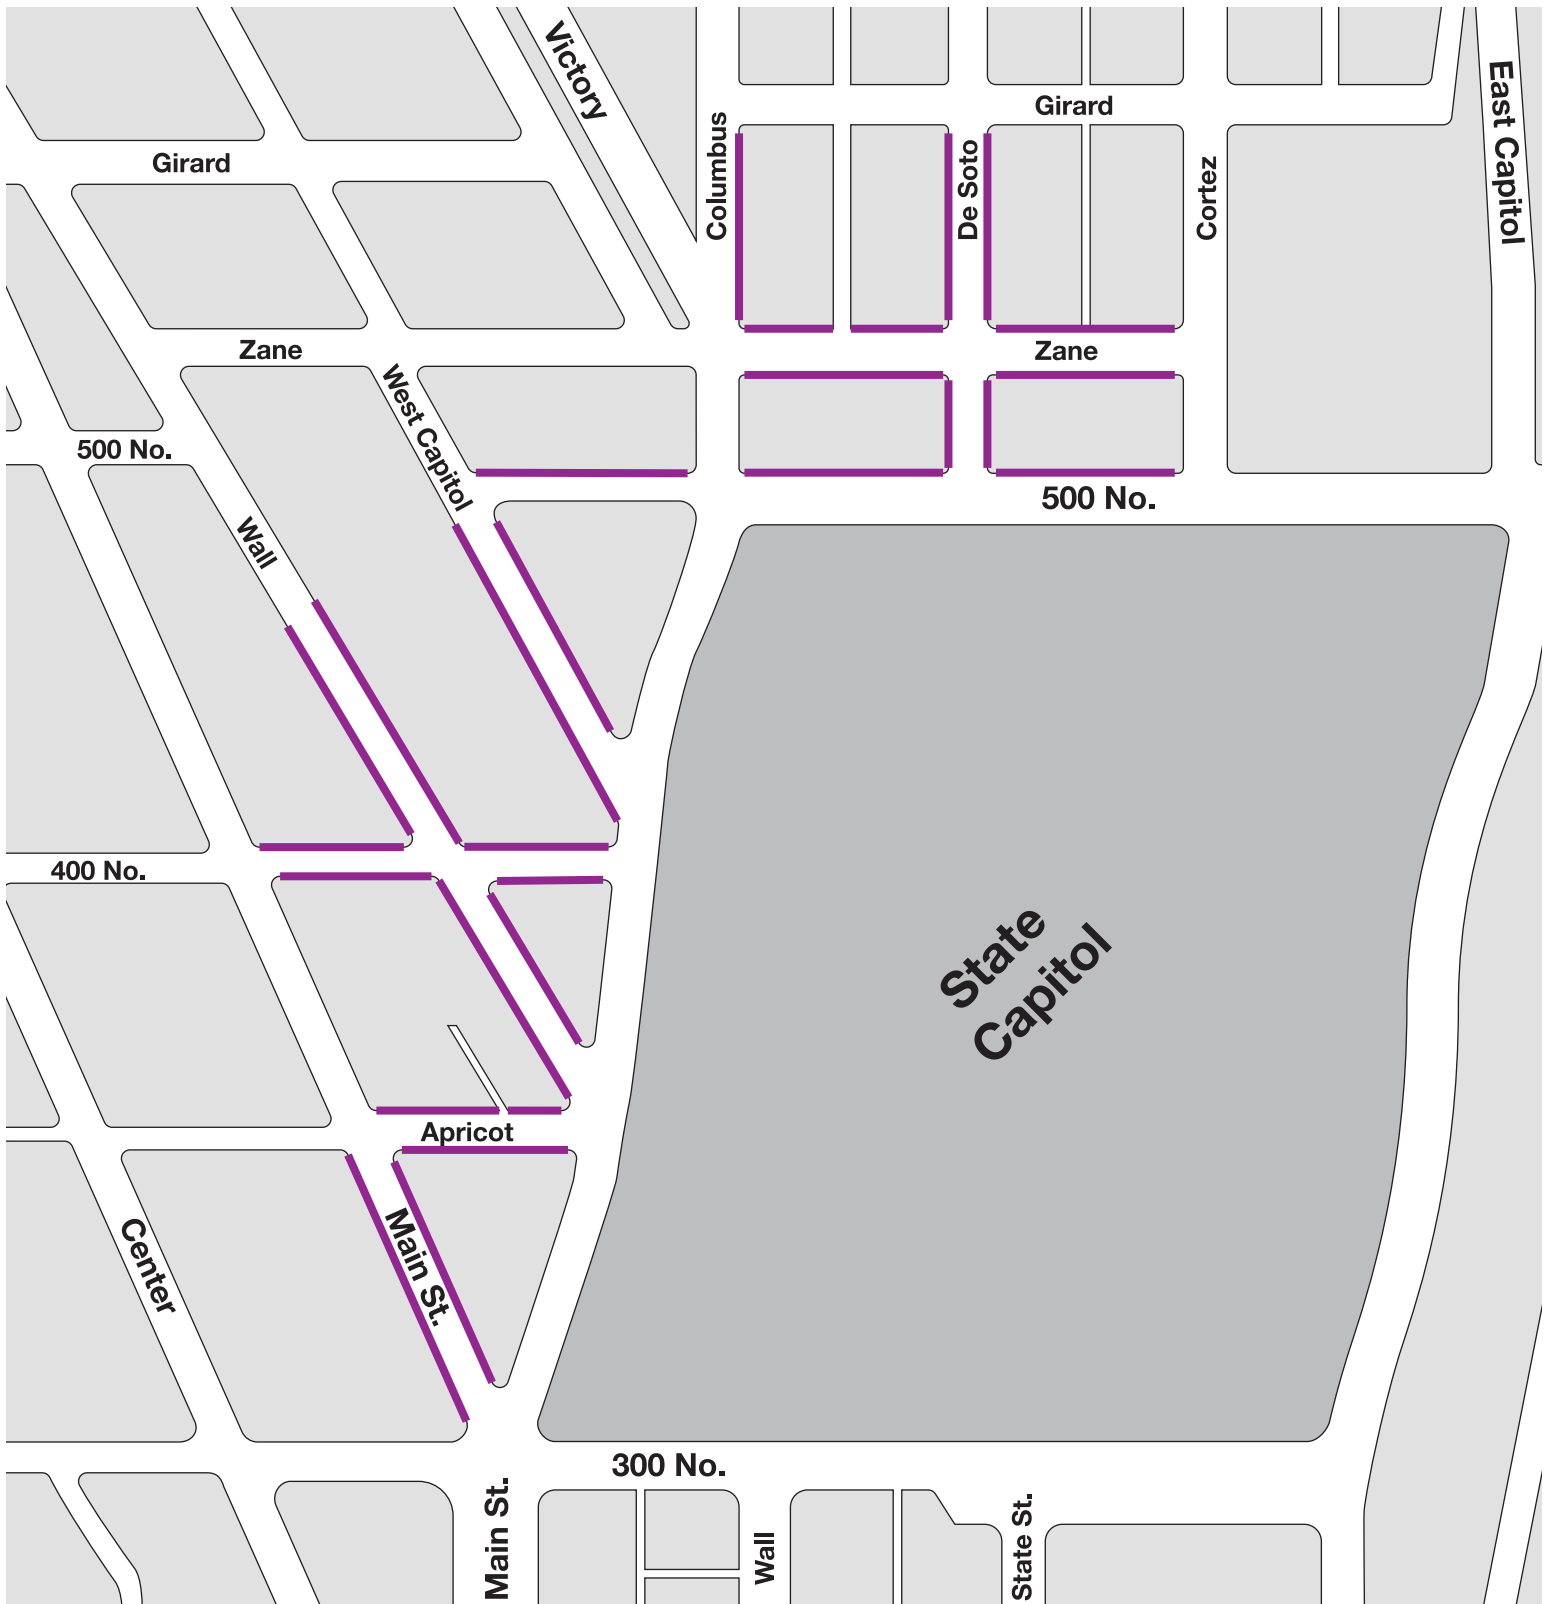 Victory
Girard
Columbus
De Soto
Cortez
East Capitol
Girard
Zane
Zane
West Capitol
500 No.
500 No.
Wall
400 No.
State
Capitol
Apricot
Main St.
Center
300 No.
Main St.
Wall
State St.